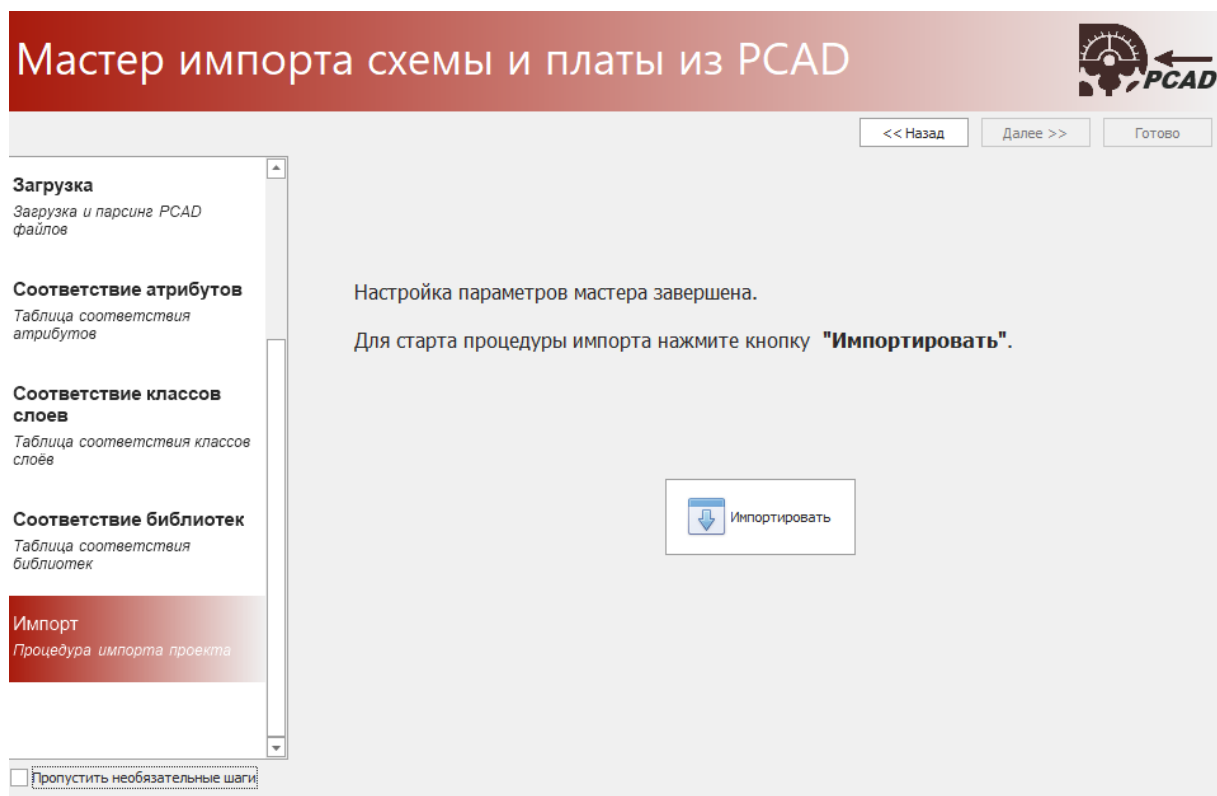 Мастер импорта схемы и платы из PCAD
PCAD
<< Назад
Далее >>
Готово
Загрузка
Загрузка и парсинг PCAD
файлов
Соответствие атрибутов
Таблица соответствия
атрибутов
Соответствие классов
слоев
Таблица соответствия классов
слоёв
Соответствие библиотек
Таблица соответствия
библиотек
Импорт
Процедура импорта проекта
Пропустить необязательные шаги
Настройка параметров мастера завершена.
Для старта процедуры импорта нажмите кнопку "Импортировать".
Импортировать